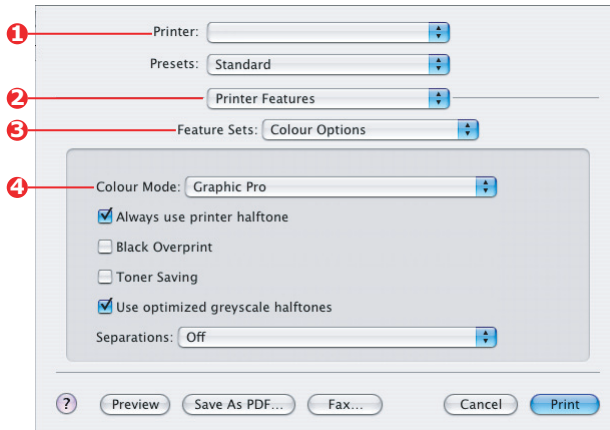 1 Printer:
Presets: Standard
2 Printer Features
3 Feature Sets: Colour Options
4 Colour Mode: Graphic Pro
Always use printer halftone
Black Overprint
Toner Saving
Use optimized greyscale halftones
Separations: Off
? Preview Save As PDF... Fax... Cancel Print